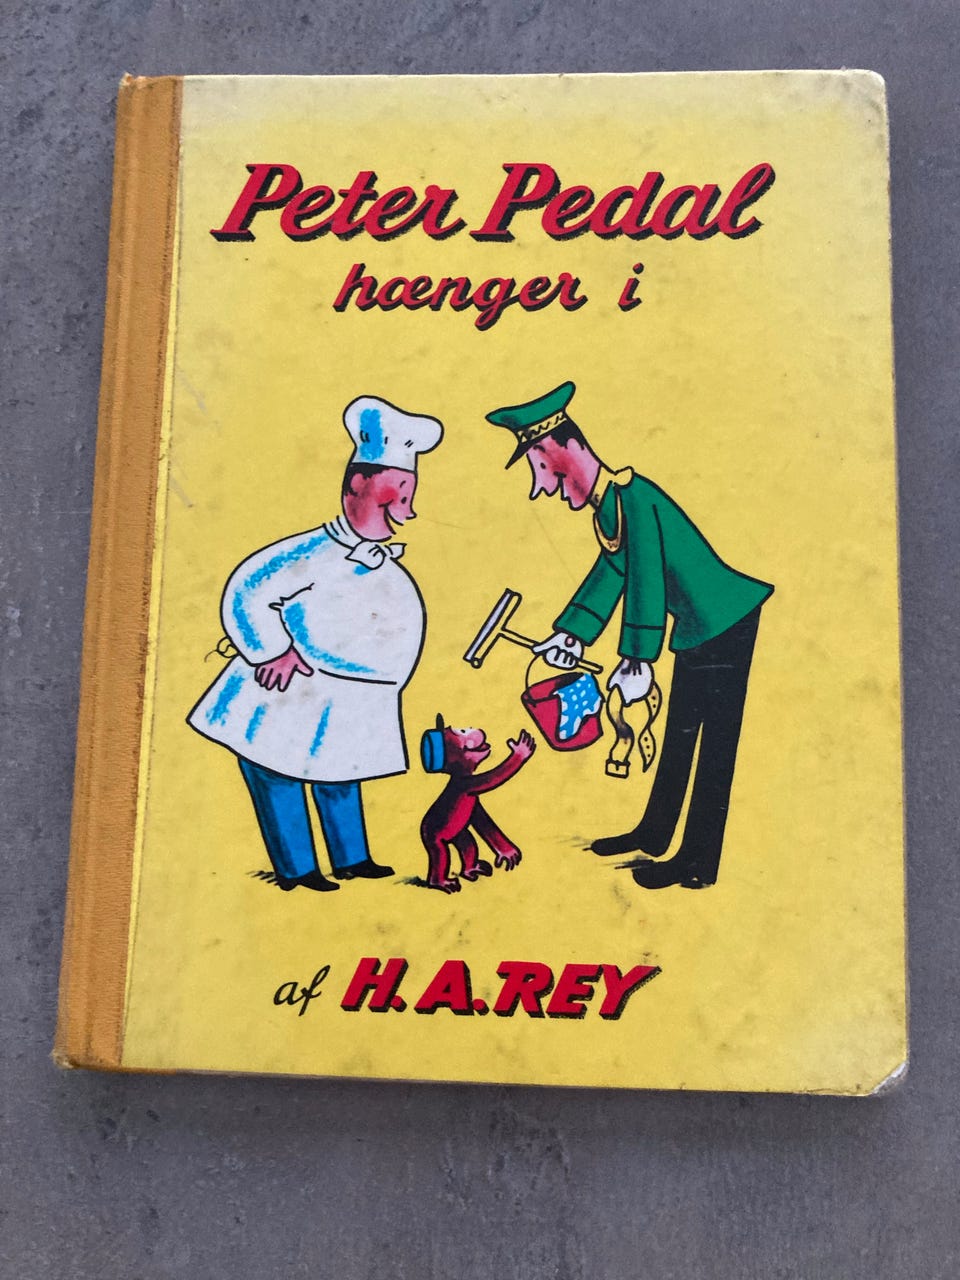 Peter Pedal
hænger i
af H. A. REY